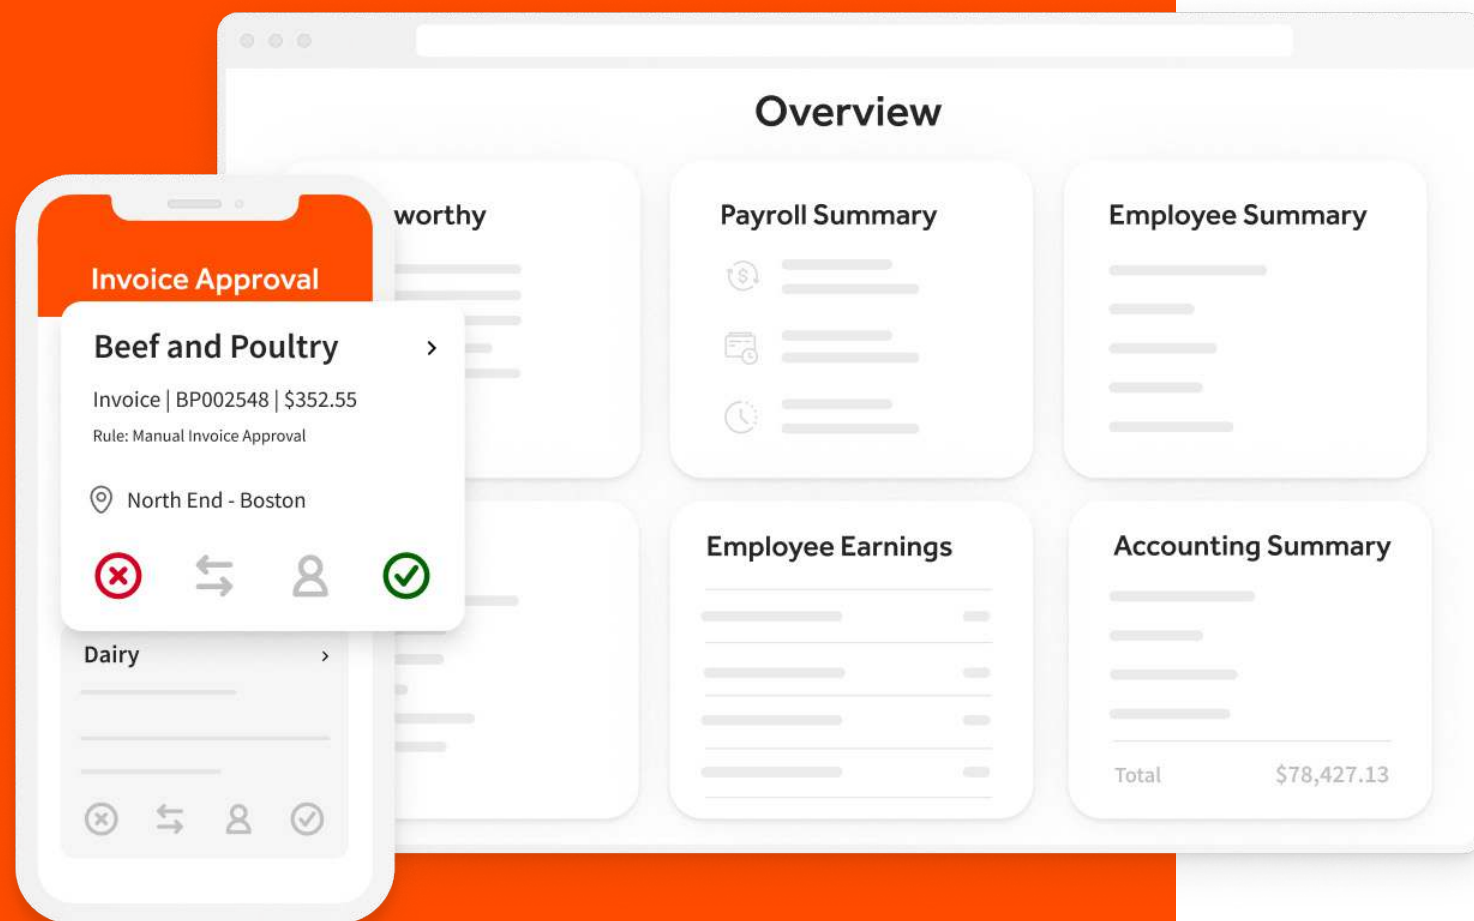 Overview
worthy
Payroll Summary
Employee Summary
Invoice Approval
Beef and Poultry
Invoice | BP002548 | $352.55
Rule: Manual Invoice Approval
North End - Boston
Dairy
Employee Earnings
Accounting Summary
Total $78,427.13